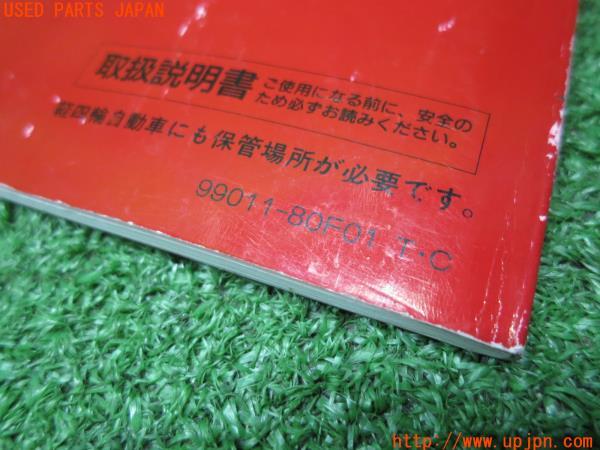 USED PARTS JAPAN
取扱説明書
ご使用になる前に、安全の
ため必ずお読みください。
軽四輪自動車にも保管場所が必要です。
99011-80F01 T・C
http://www.upjpn.com/